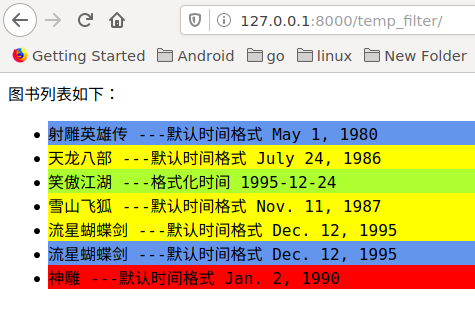 127.0.0.1:8000/temp_filter/
Getting Started Android go linux New Folder
图书列表如下：
射雕英雄传 ---默认时间格式 May 1, 1980
天龙八部 ---默认时间格式 July 24, 1986
笑傲江湖 ---格式化时间 1995-12-24
雪山飞狐 ---默认时间格式 Nov. 11, 1987
流星蝴蝶剑 ---默认时间格式 Dec. 12, 1995
流星蝴蝶剑 ---默认时间格式 Dec. 12, 1995
神雕 ---默认时间格式 Jan. 2, 1990